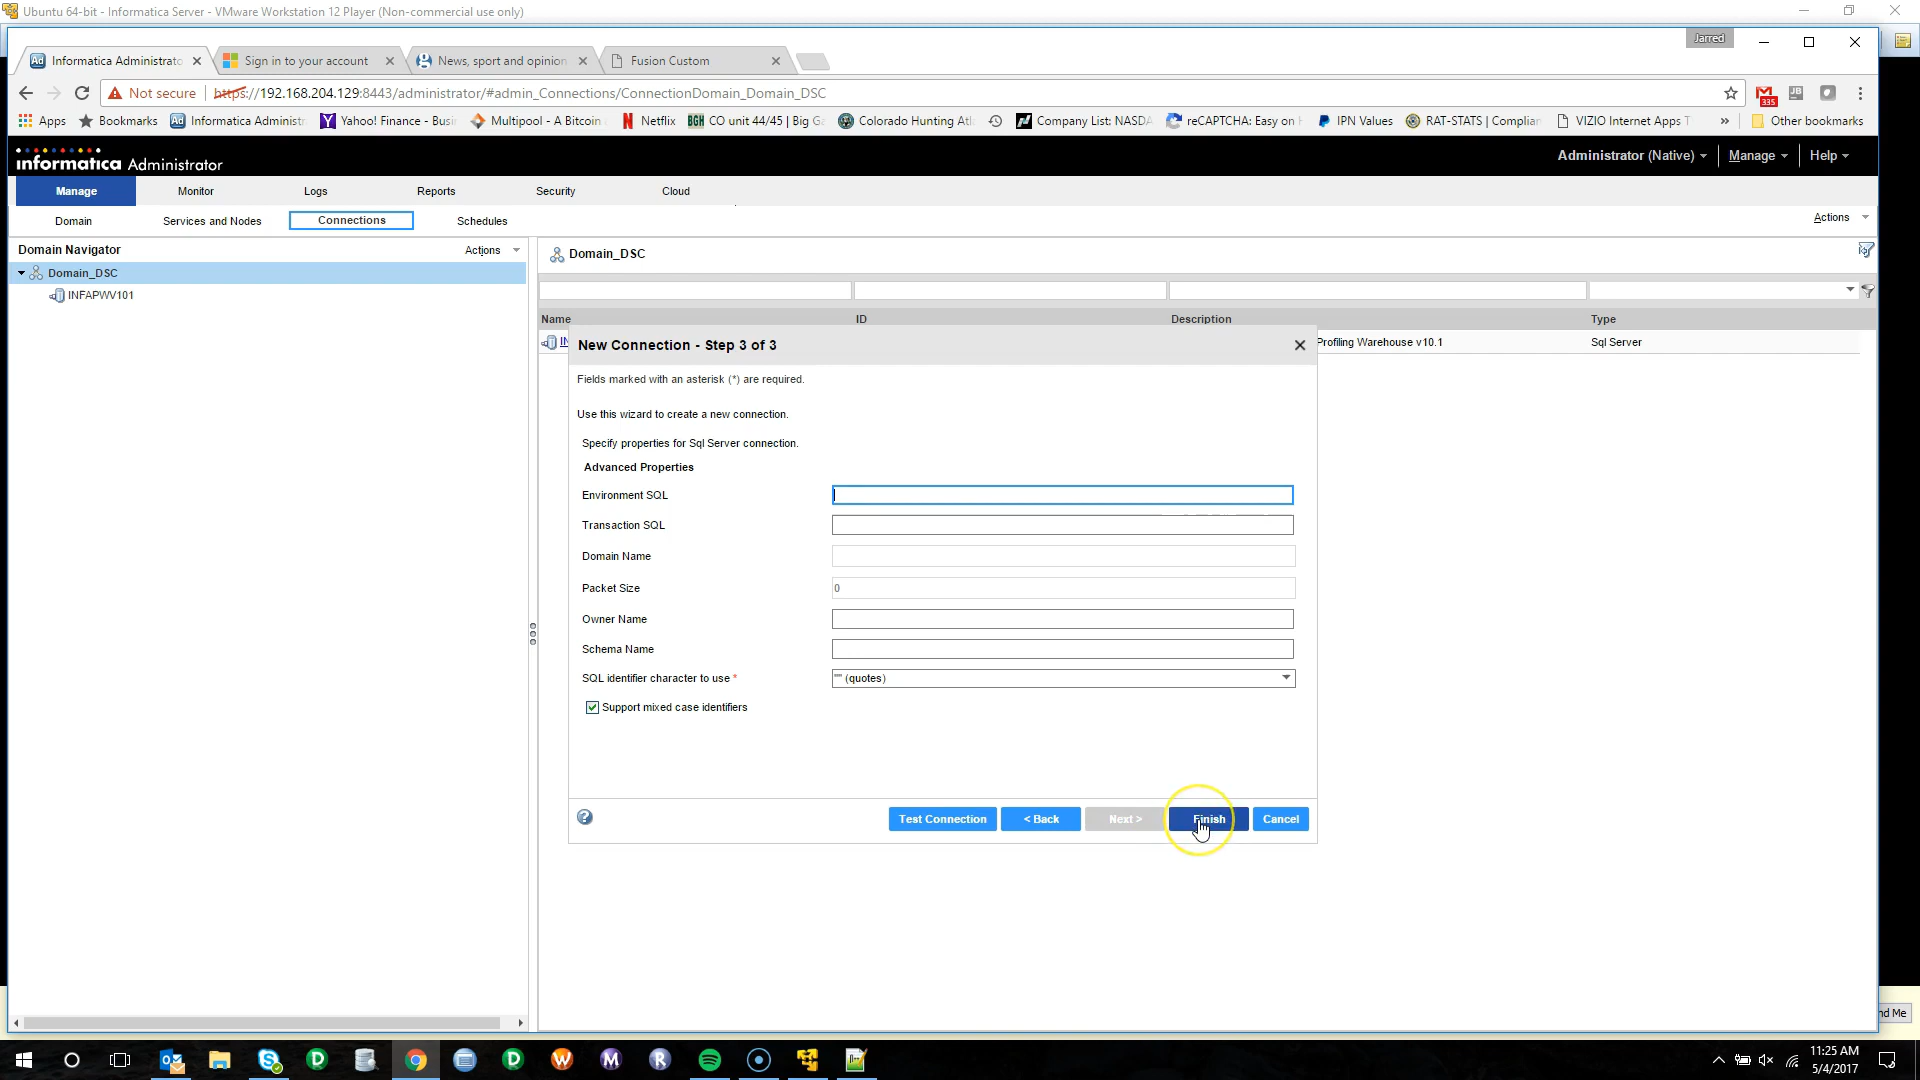 Ubuntu 64-bit - Informatica Server - VMware Workstation 12 Player (Non-commercial use only)
Jarred
Informatica Administrato
Sign in to your account
News, sport and opinion
Fusion Custom
Not secure
https://192.168.204.129:8443/administrator/#admin_Connections/ConnectionDomain_Domain_DSC
335
JB
Apps
Bookmarks
Ad Informatica Administ
Yahoo! Finance - Busi
Multipool - A Bitcoin
Netflix
BGH CO unit 44/45 | Big G
Colorado Hunting Atl
Company List: NASDA
reCAPTCHA: Easy on
IPN Values
RAT-STATS | Complian
VIZIO Internet Apps T
»
Other bookmarks
informatica Administrator
Administrator (Native)
Manage
Help
Manage
Monitor
Logs
Reports
Security
Cloud
Domain
Services and Nodes
Connections
Schedules
Actions
Domain Navigator
Actions
Domain_DSC
Domain_DSC
INFAPWV101
Name
ID
Description
Type
IN
Profiling Warehouse v10.1
Sql Server
New Connection - Step 3 of 3
Fields marked with an asterisk (*) are required.
Use this wizard to create a new connection.
Specify properties for Sql Server connection.
Advanced Properties
Environment SQL
Transaction SQL
Domain Name
Packet Size
0
Owner Name
Schema Name
SQL identifier character to use *
"" (quotes)
Support mixed case identifiers
Test Connection
< Back
Next >
Finish
Cancel
nd Me
11:25 AM
5/4/2017